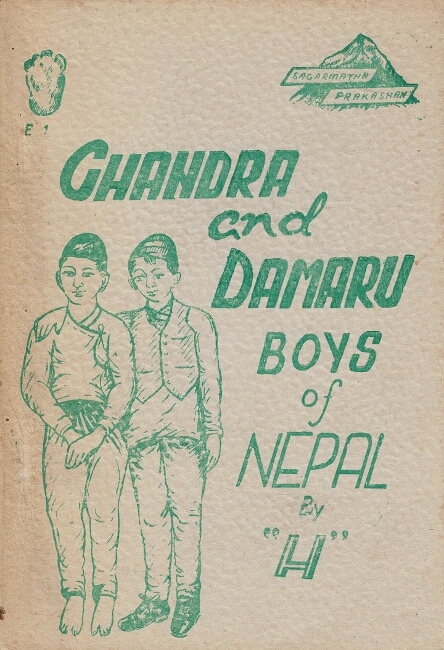 SAGARMATHA
PRAKASHAN
E 1
CHANDRA
and
DAMARU
BOYS
of
NEPAL
By
"H"